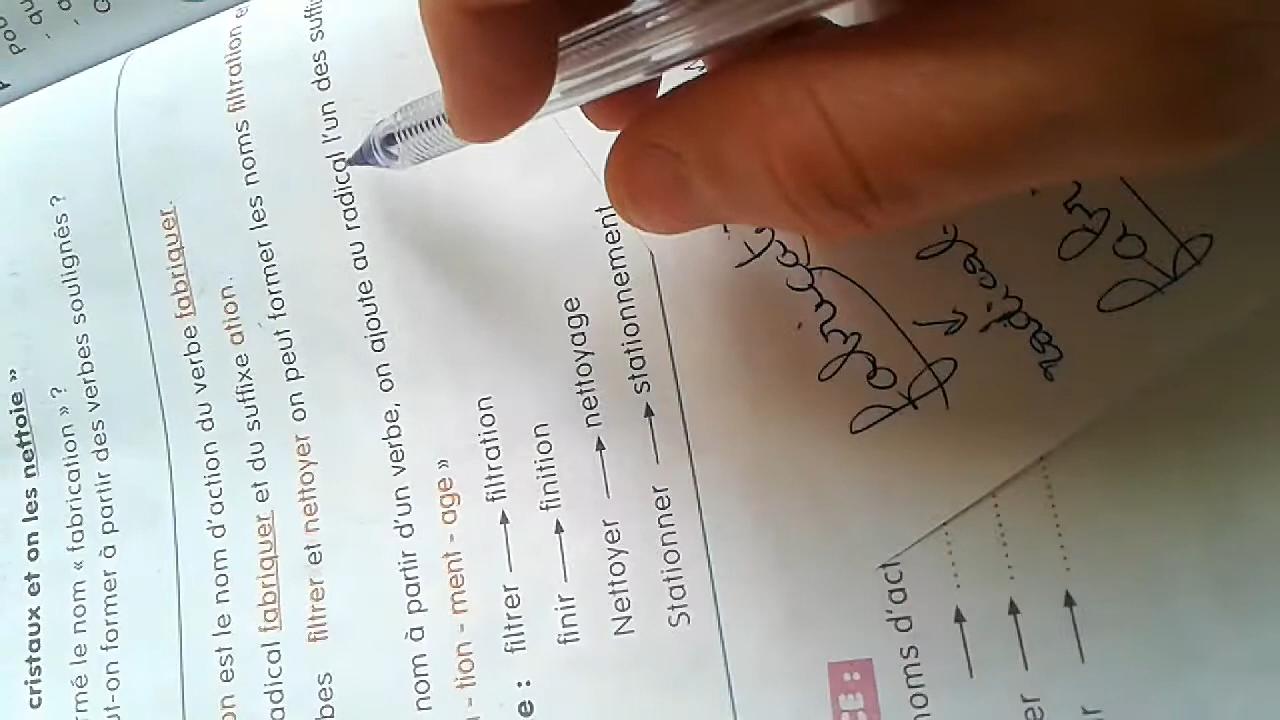 cristaux et on les nettoie »
rmé le nom « fabrication » ?
ut-on former à partir des verbes soulignés ?
on est le nom d'action du verbe fabriquer.
adical fabriquer et du suffixe ation.
bes filtrer et nettoyer on peut former les noms filtration e
nom à partir d'un verbe, on ajoute au radical l'un des suffi
- tion - ment - age »
e : filtrer → filtration
finir → finition
Nettoyer → nettoyage
Stationner → stationnement
noms d'act
er → ........
r → ........
radical